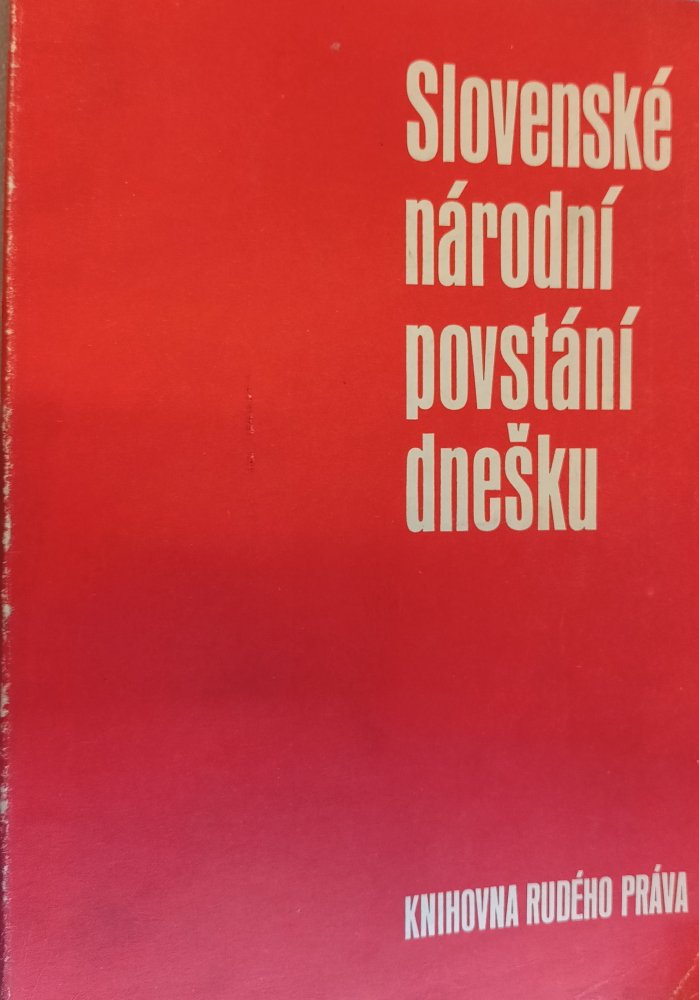 Slovenské
národní
povstání
dnešku
KNIHOVNA RUDÉHO PRÁVA